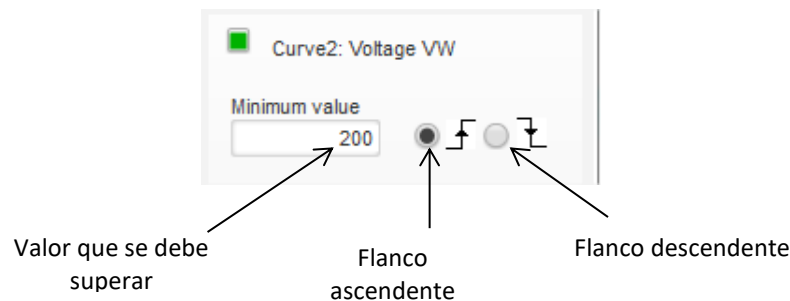 Curve2: Voltage VW
Minimum value
200
Valor que se debe
superar
Flanco
ascendente
Flanco descendente